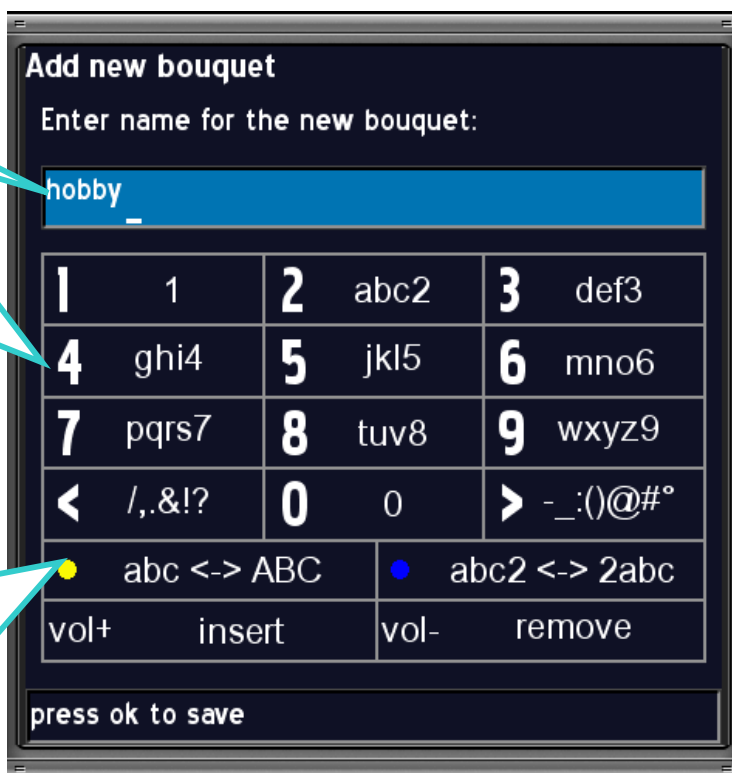 Add new bouquet
Enter name for the new bouquet:
hobby_
1 1 2 abc2 3 def3
4 ghi4 5 jkl5 6 mno6
7 pqrs7 8 tuv8 9 wxyz9
< /,.&!? 0 0 > -_:()@#°
abc <-> ABC abc2 <-> 2abc
vol+ insert vol- remove
press ok to save